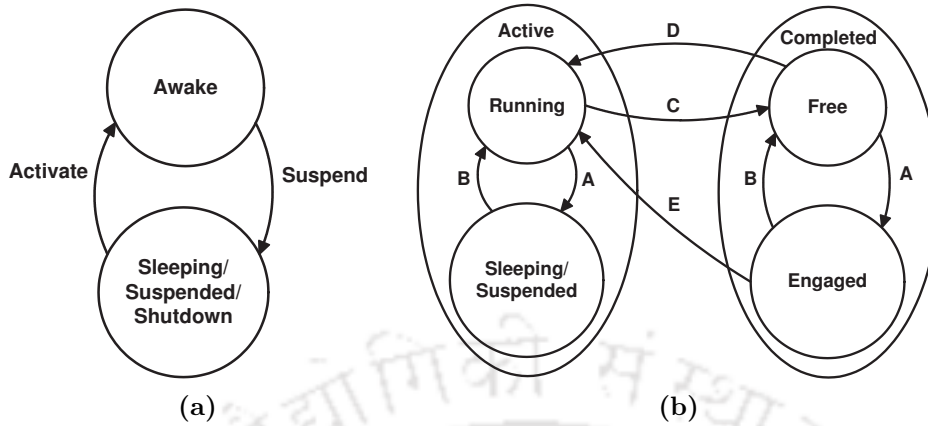 Awake
Activate
Suspend
Sleeping/
Suspended/
Shutdown
(a)
Active
Running
B
A
Sleeping/
Suspended
D
C
E
Completed
Free
B
A
Engaged
(b)